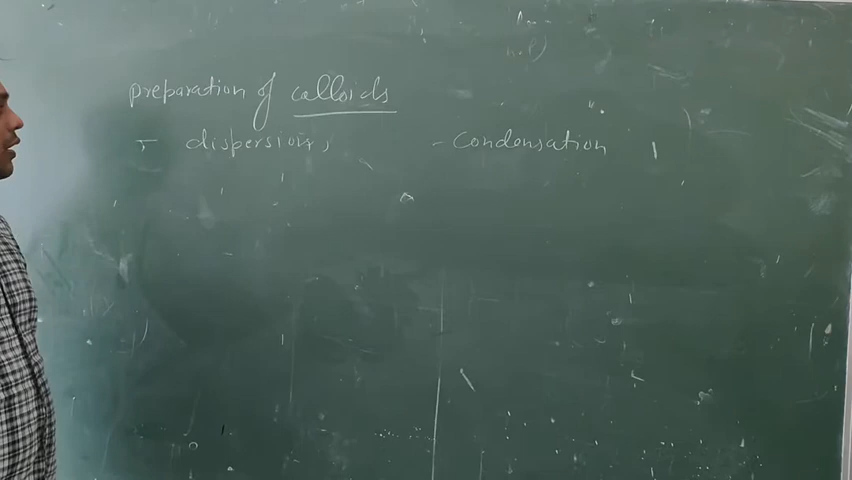 preparation of colloids
- dispersion, - Condensation